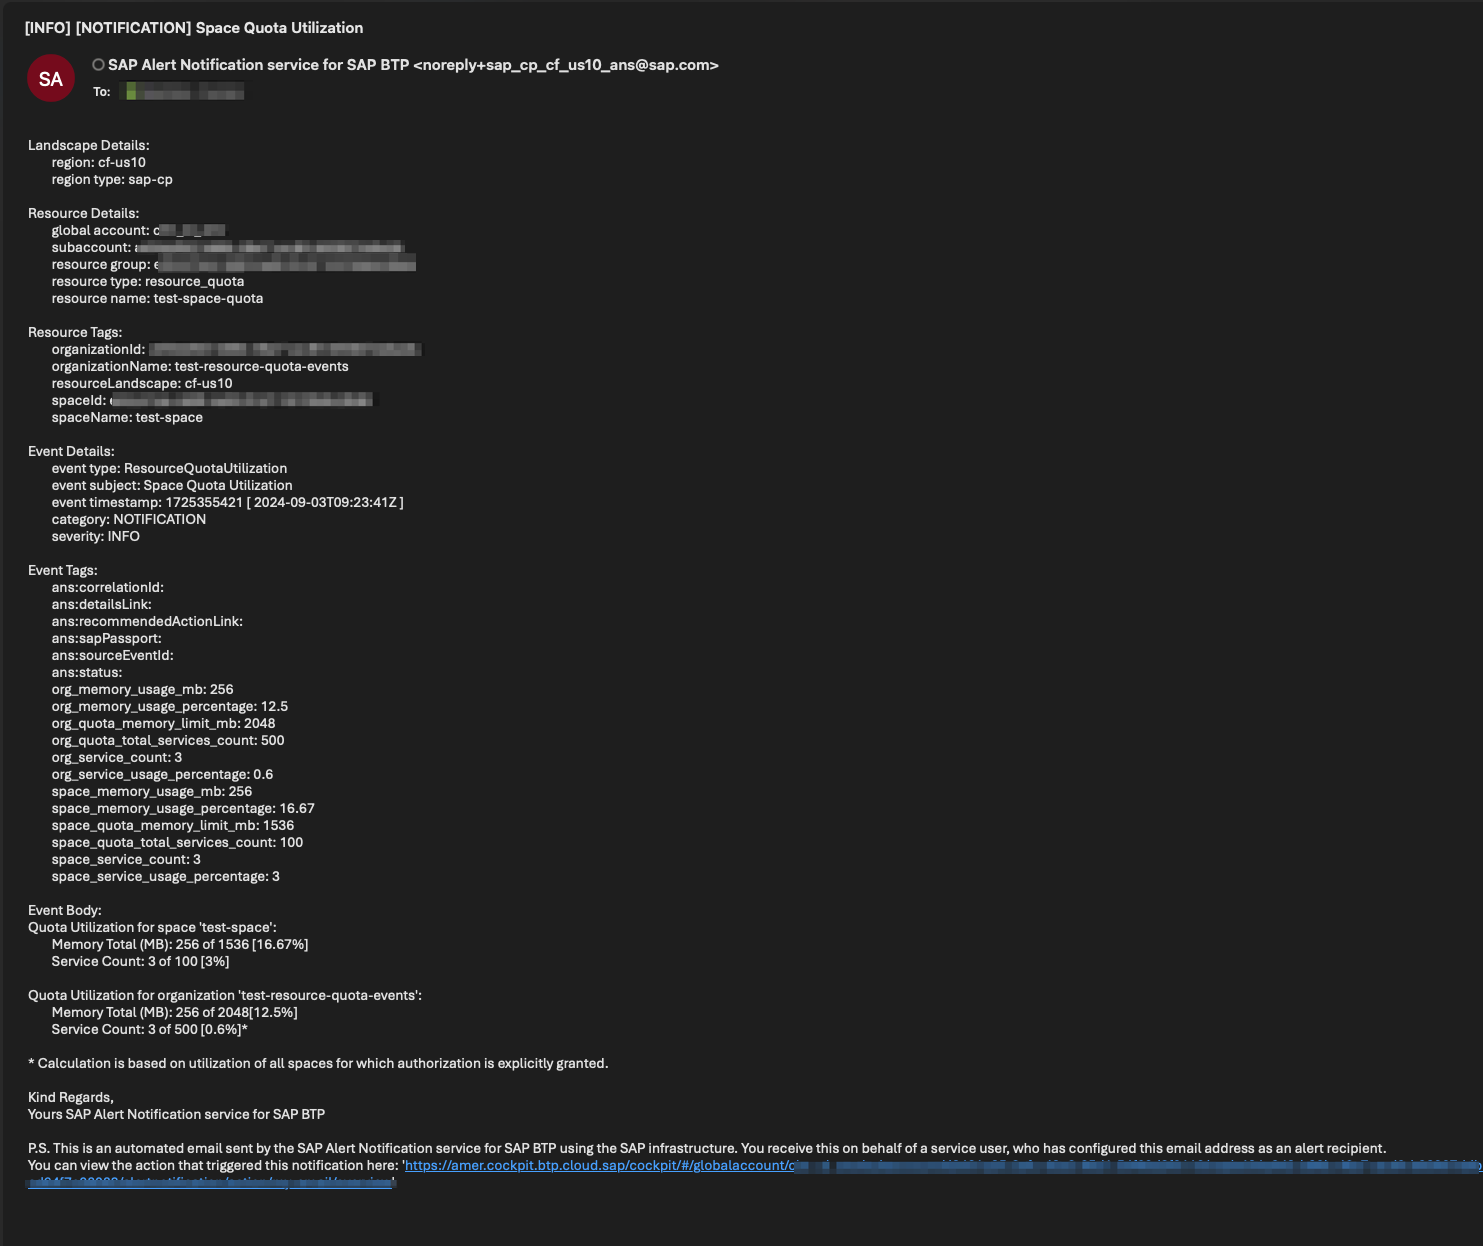 [INFO] [NOTIFICATION] Space Quota Utilization
SA
SAP Alert Notification service for SAP BTP <noreply+sap_cp_cf_us10_ans@sap.com>
To:
Landscape Details:
region: cf-us10
region type: sap-cp
Resource Details:
global account:
subaccount:
resource group:
resource type: resource_quota
resource name: test-space-quota
Resource Tags:
organizationId:
organizationName: test-resource-quota-events
resourceLandscape: cf-us10
spaceId:
spaceName: test-space
Event Details:
event type: ResourceQuotaUtilization
event subject: Space Quota Utilization
event timestamp: 1725355421 [ 2024-09-03T09:23:41Z ]
category: NOTIFICATION
severity: INFO
Event Tags:
ans:correlationId:
ans:detailsLink:
ans:recommendedActionLink:
ans:sapPassport:
ans:sourceEventId:
ans:status:
org_memory_usage_mb: 256
org_memory_usage_percentage: 12.5
org_quota_memory_limit_mb: 2048
org_quota_total_services_count: 500
org_service_count: 3
org_service_usage_percentage: 0.6
space_memory_usage_mb: 256
space_memory_usage_percentage: 16.67
space_quota_memory_limit_mb: 1536
space_quota_total_services_count: 100
space_service_count: 3
space_service_usage_percentage: 3
Event Body:
Quota Utilization for space 'test-space':
Memory Total (MB): 256 of 1536 [16.67%]
Service Count: 3 of 100 [3%]
Quota Utilization for organization 'test-resource-quota-events':
Memory Total (MB): 256 of 2048[12.5%]
Service Count: 3 of 500 [0.6%]*
* Calculation is based on utilization of all spaces for which authorization is explicitly granted.
Kind Regards,
Yours SAP Alert Notification service for SAP BTP
P.S. This is an automated email sent by the SAP Alert Notification service for SAP BTP using the SAP infrastructure. You receive this on behalf of a service user, who has configured this email address as an alert recipient.
You can view the action that triggered this notification here: 'https://amer.cockpit.btp.cloud.sap/cockpit/#/globalaccount/